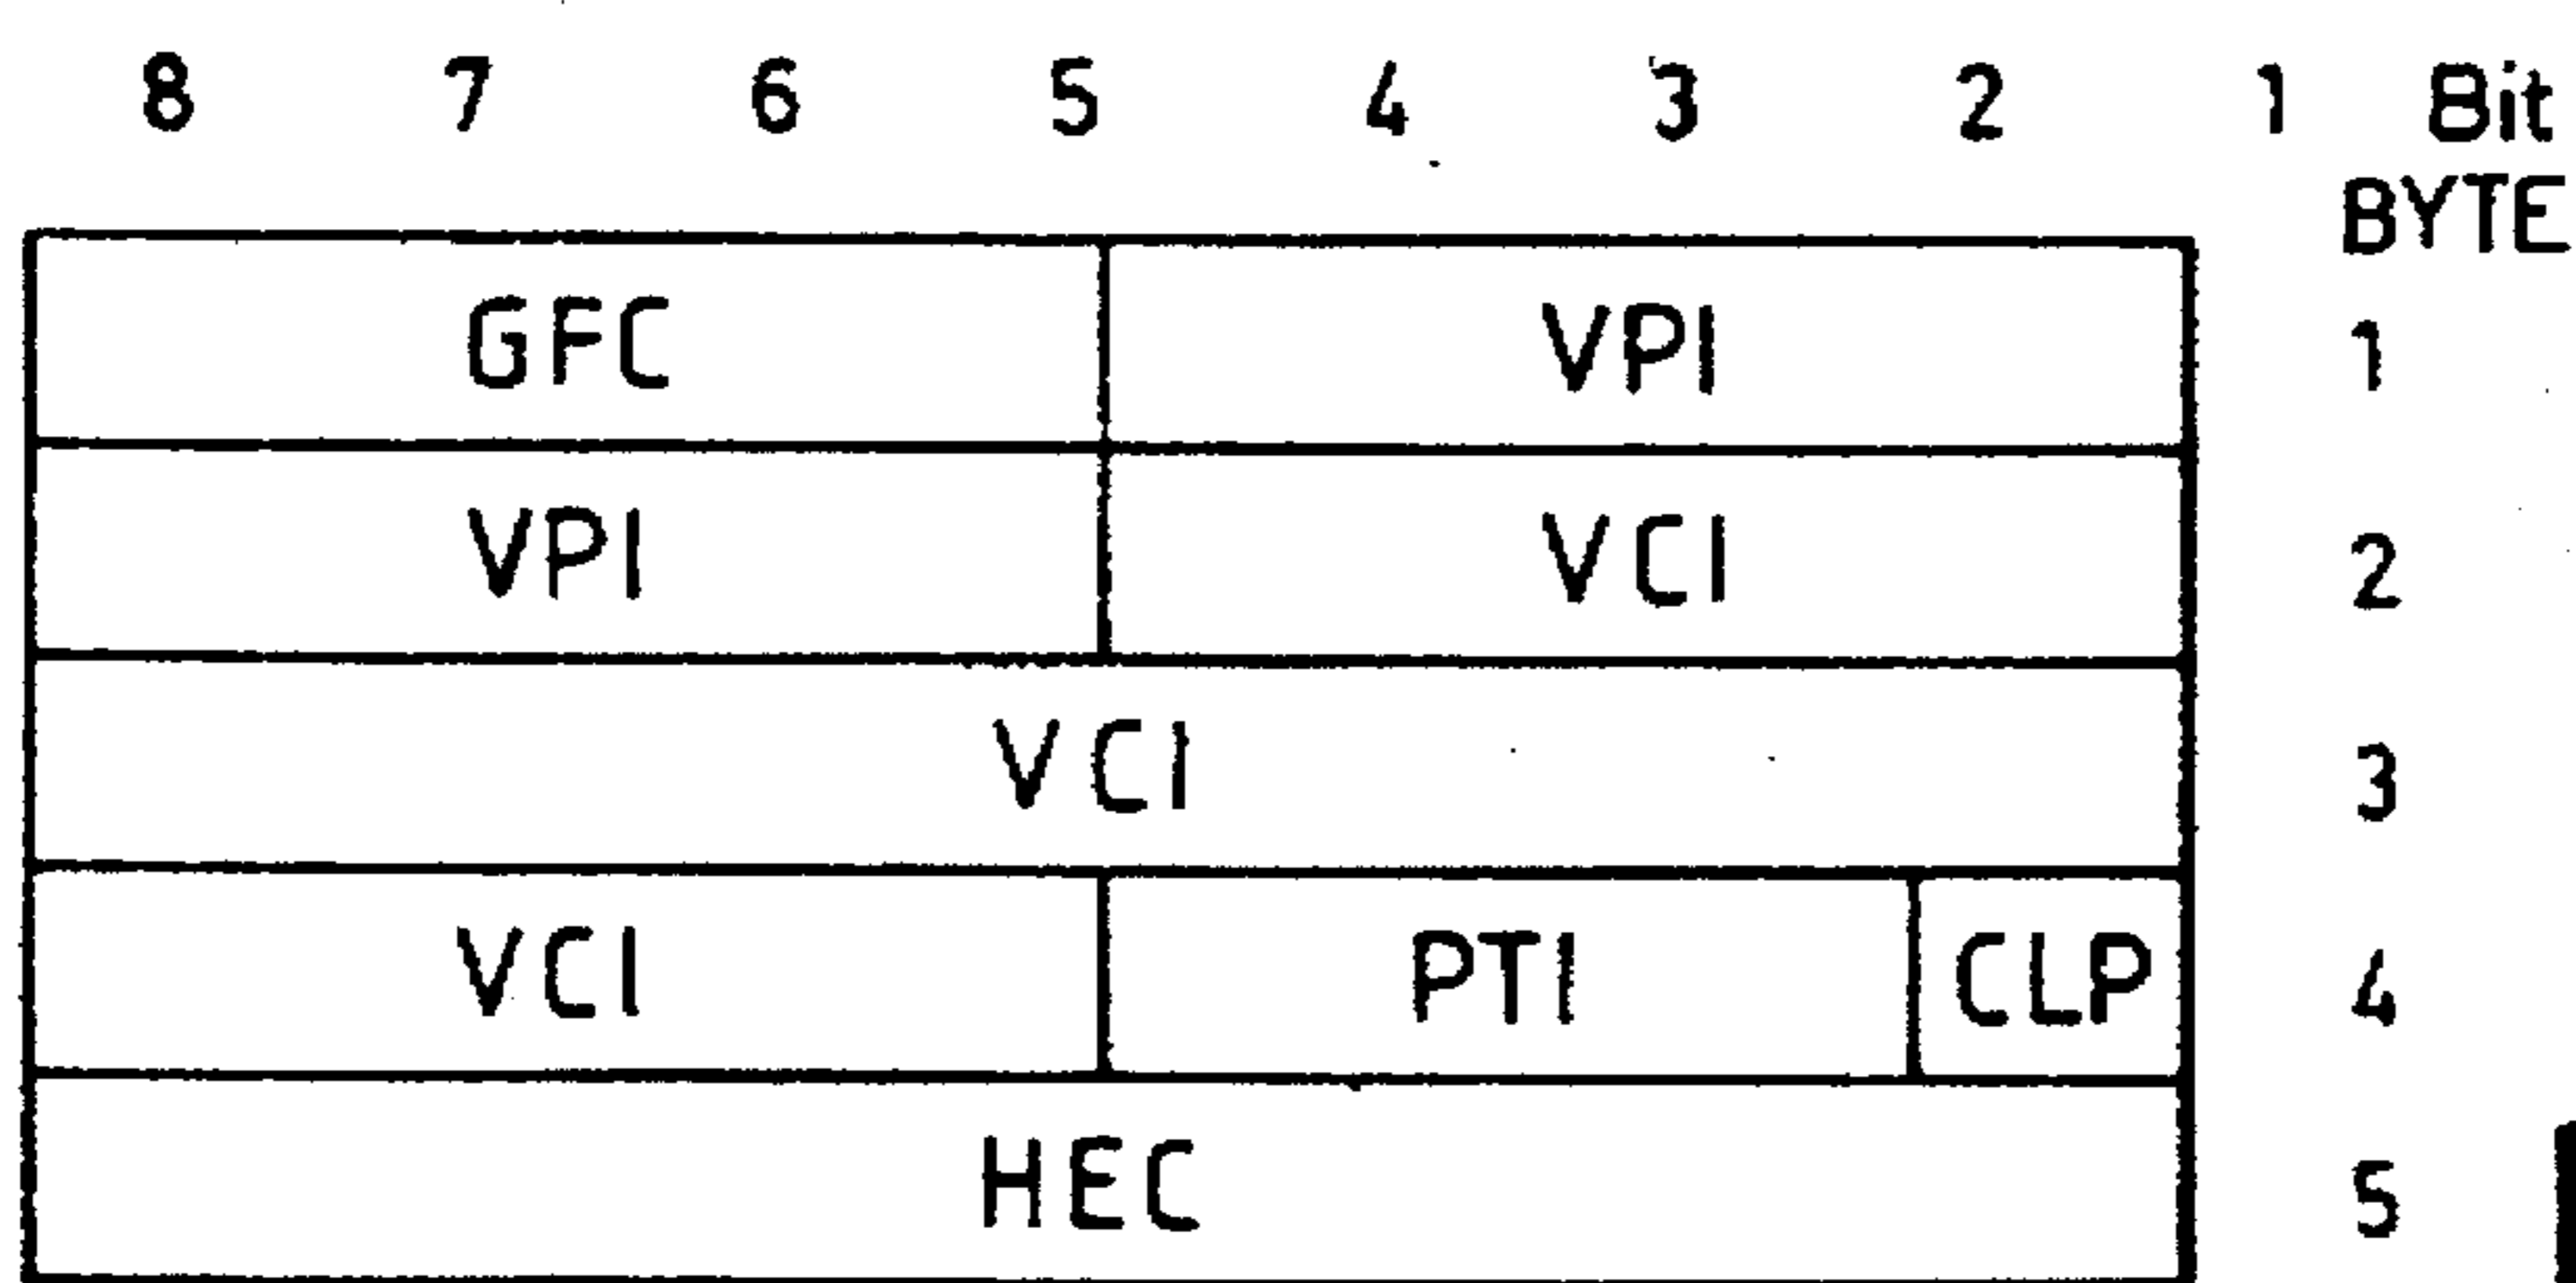 8 7 6 5 4 3 2 1 Bit
BYTE
GFC VPI 1
VPI VCI 2
VCI 3
VCI PTI CLP 4
HEC 5